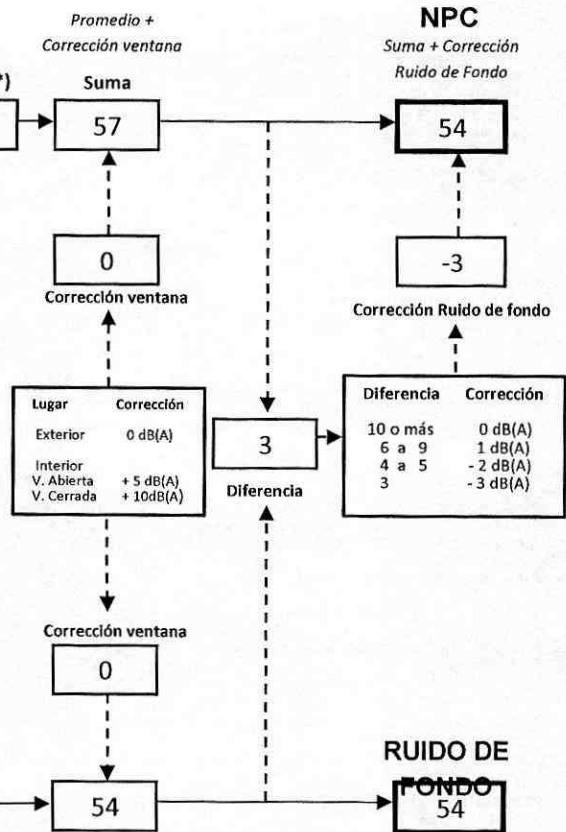 Promedio +
Corrección ventana
NPC
Suma + Corrección
Ruido de Fondo
*)
Suma
57
54
0
Corrección ventana
-3
Corrección Ruido de fondo
Lugar Corrección
Exterior 0 dB(A)
Interior
V. Abierta + 5 dB(A)
V. Cerrada + 10dB(A)
3
Diferencia
Diferencia Corrección
10 o más 0 dB(A)
6 a 9 1 dB(A)
4 a 5 - 2 dB(A)
3 - 3 dB(A)
Corrección ventana
0
54
RUIDO DE
FONDO
54